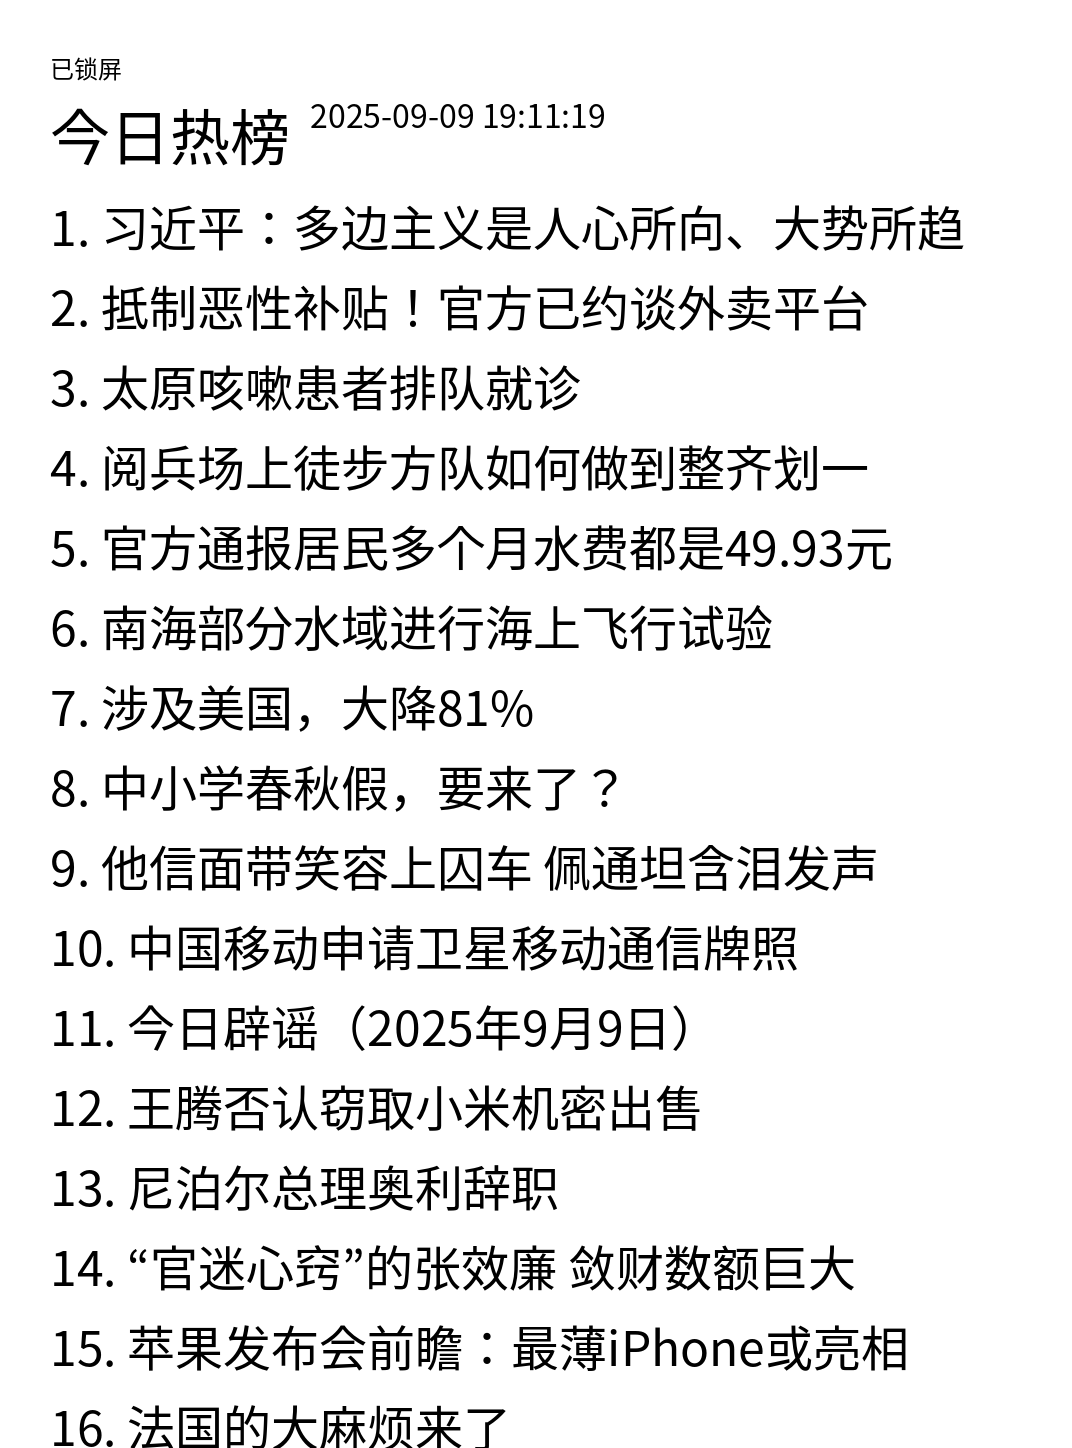 已锁屏
今日热榜 2025-09-09 19:11:19
1. 习近平：多边主义是人心所向、大势所趋
2. 抵制恶性补贴！官方已约谈外卖平台
3. 太原咳嗽患者排队就诊
4. 阅兵场上徒步方队如何做到整齐划一
5. 官方通报居民多个月水费都是49.93元
6. 南海部分水域进行海上飞行试验
7. 涉及美国，大降81%
8. 中小学春秋假，要来了？
9. 他信面带笑容上囚车 佩通坦含泪发声
10. 中国移动申请卫星移动通信牌照
11. 今日辟谣（2025年9月9日）
12. 王腾否认窃取小米机密出售
13. 尼泊尔总理奥利辞职
14. “官迷心窍”的张效廉 敛财数额巨大
15. 苹果发布会前瞻：最薄iPhone或亮相
16. 法国的大麻烦来了